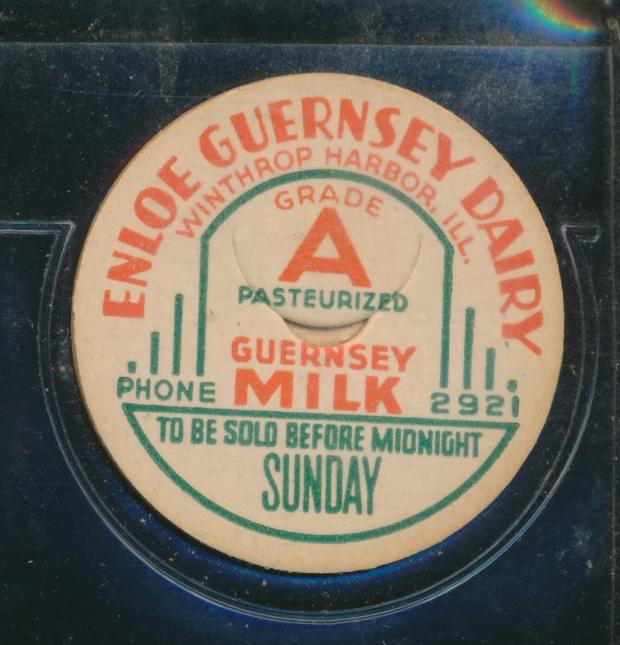 ENLOE GUERNSEY DAIRY
WINTHROP HARBOR, ILL.
GRADE
A
PASTEURIZED
GUERNSEY
MILK
PHONE 2921
TO BE SOLD BEFORE MIDNIGHT
SUNDAY